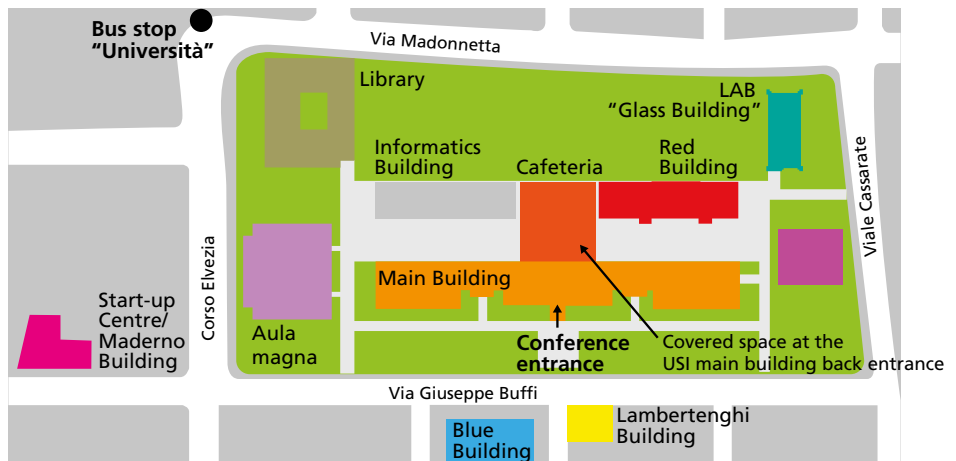 Bus stop
“Università”
Via Madonnetta
Library
LAB
“Glass Building”
Informatics
Building
Cafeteria
Red
Building
Viale Cassarate
Corso Elvezia
Main Building
Start-up
Centre/
Maderno
Building
Aula
magna
Conference
entrance
Covered space at the
USI main building back entrance
Via Giuseppe Buffi
Blue
Building
Lambertenghi
Building